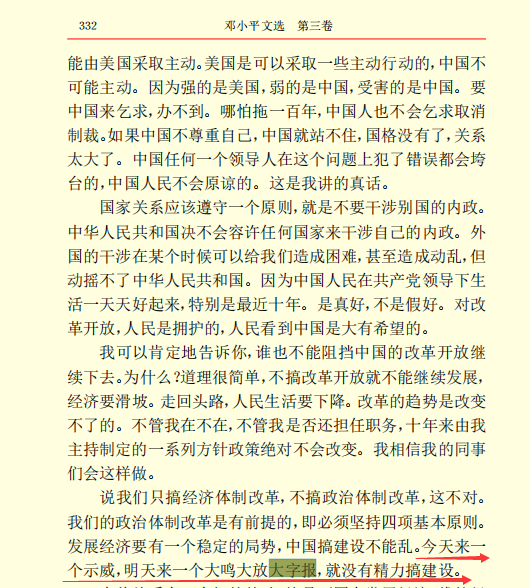 332 邓小平文选 第三卷
能由美国采取主动。美国是可以采取一些主动行动的,中国不
可能主动。因为强的是美国,弱的是中国,受害的是中国。要
中国来乞求,办不到。哪怕拖一百年,中国人也不会乞求取消
制裁。如果中国不尊重自己,中国就站不住,国格没有了,关系
太大了。中国任何一个领导人在这个问题上犯了错误都会垮
台的,中国人民不会原谅的。这是我讲的真话。
国家关系应该遵守一个原则,就是不要干涉别国的内政。
中华人民共和国决不会容许任何国家来干涉自己的内政。外
国的干涉在某个时候可以给我们造成困难,甚至造成动乱,但
动摇不了中华人民共和国。因为中国人民在共产党领导下生
活一天天好起来,特别是最近十年。是真好,不是假好。对改
革开放,人民是拥护的,人民看到中国是大有希望的。
我可以肯定地告诉你,谁也不能阻挡中国的改革开放继
续下去。为什么?道理很简单,不搞改革开放就不能继续发展,
经济要滑坡。走回头路,人民生活要下降。改革的趋势是改变
不了的。不管我在不在,不管我是否还担任职务,十年来由我
主持制定的一系列方针政策绝对不会改变。我相信我的同事
们会这样做。
说我们只搞经济体制改革,不搞政治体制改革,这不对。
我们的政治体制改革是有前提的,即必须坚持四项基本原则。
发展经济要有一个稳定的局势,中国搞建设不能乱。今天来一
个示威,明天来一个大鸣大放大字报,就没有精力搞建设。